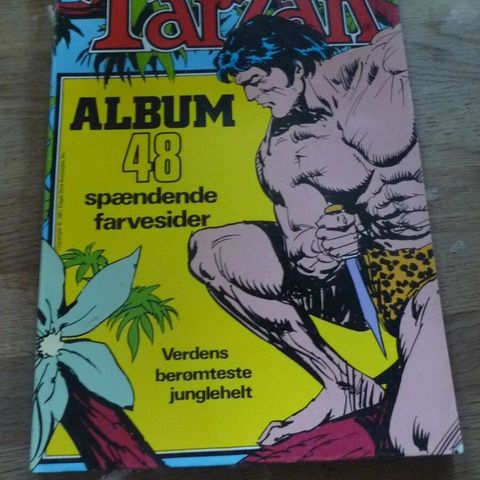 Tarzan
ALBUM
48
spændende
farvesider
Verdens
berømteste
junglehelt